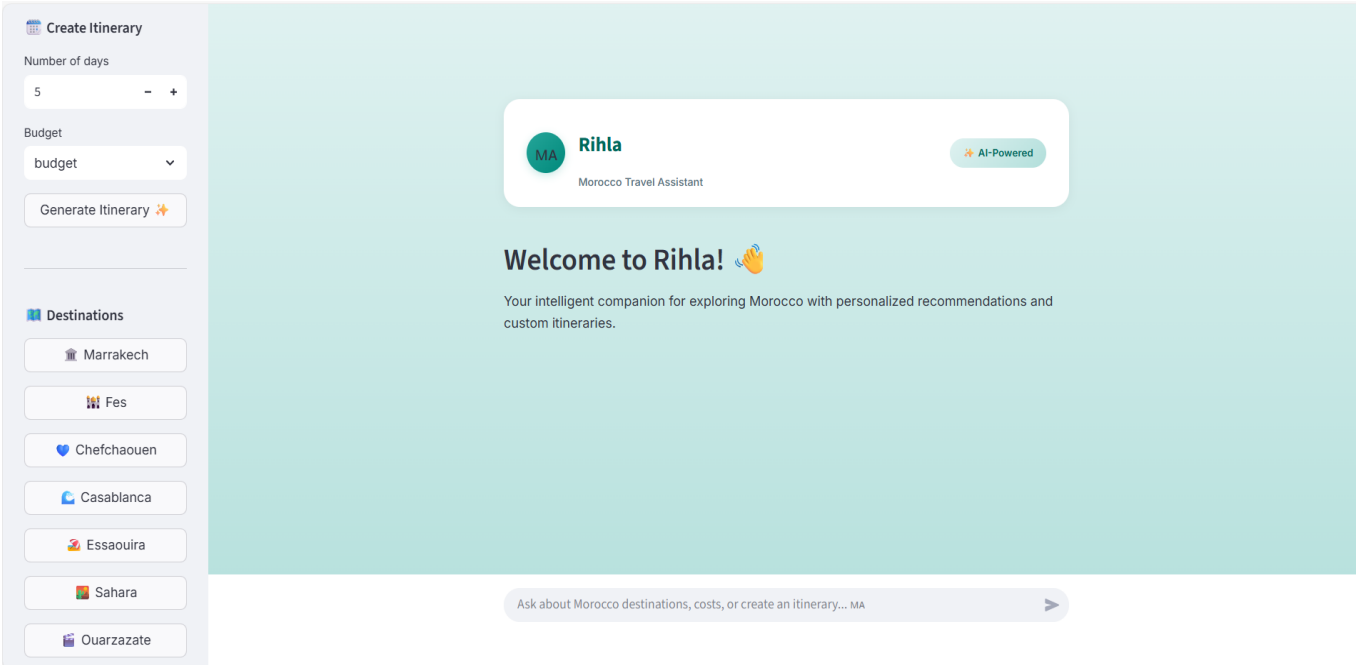 Create Itinerary
Number of days
5 - +
Budget
budget
Generate Itinerary
Destinations
Marrakech
Fes
Chefchaouen
Casablanca
Essaouira
Sahara
Ouarzazate
MA
Rihla
Morocco Travel Assistant
AI-Powered
Welcome to Rihla!
Your intelligent companion for exploring Morocco with personalized recommendations and
custom itineraries.
Ask about Morocco destinations, costs, or create an itinerary... MA